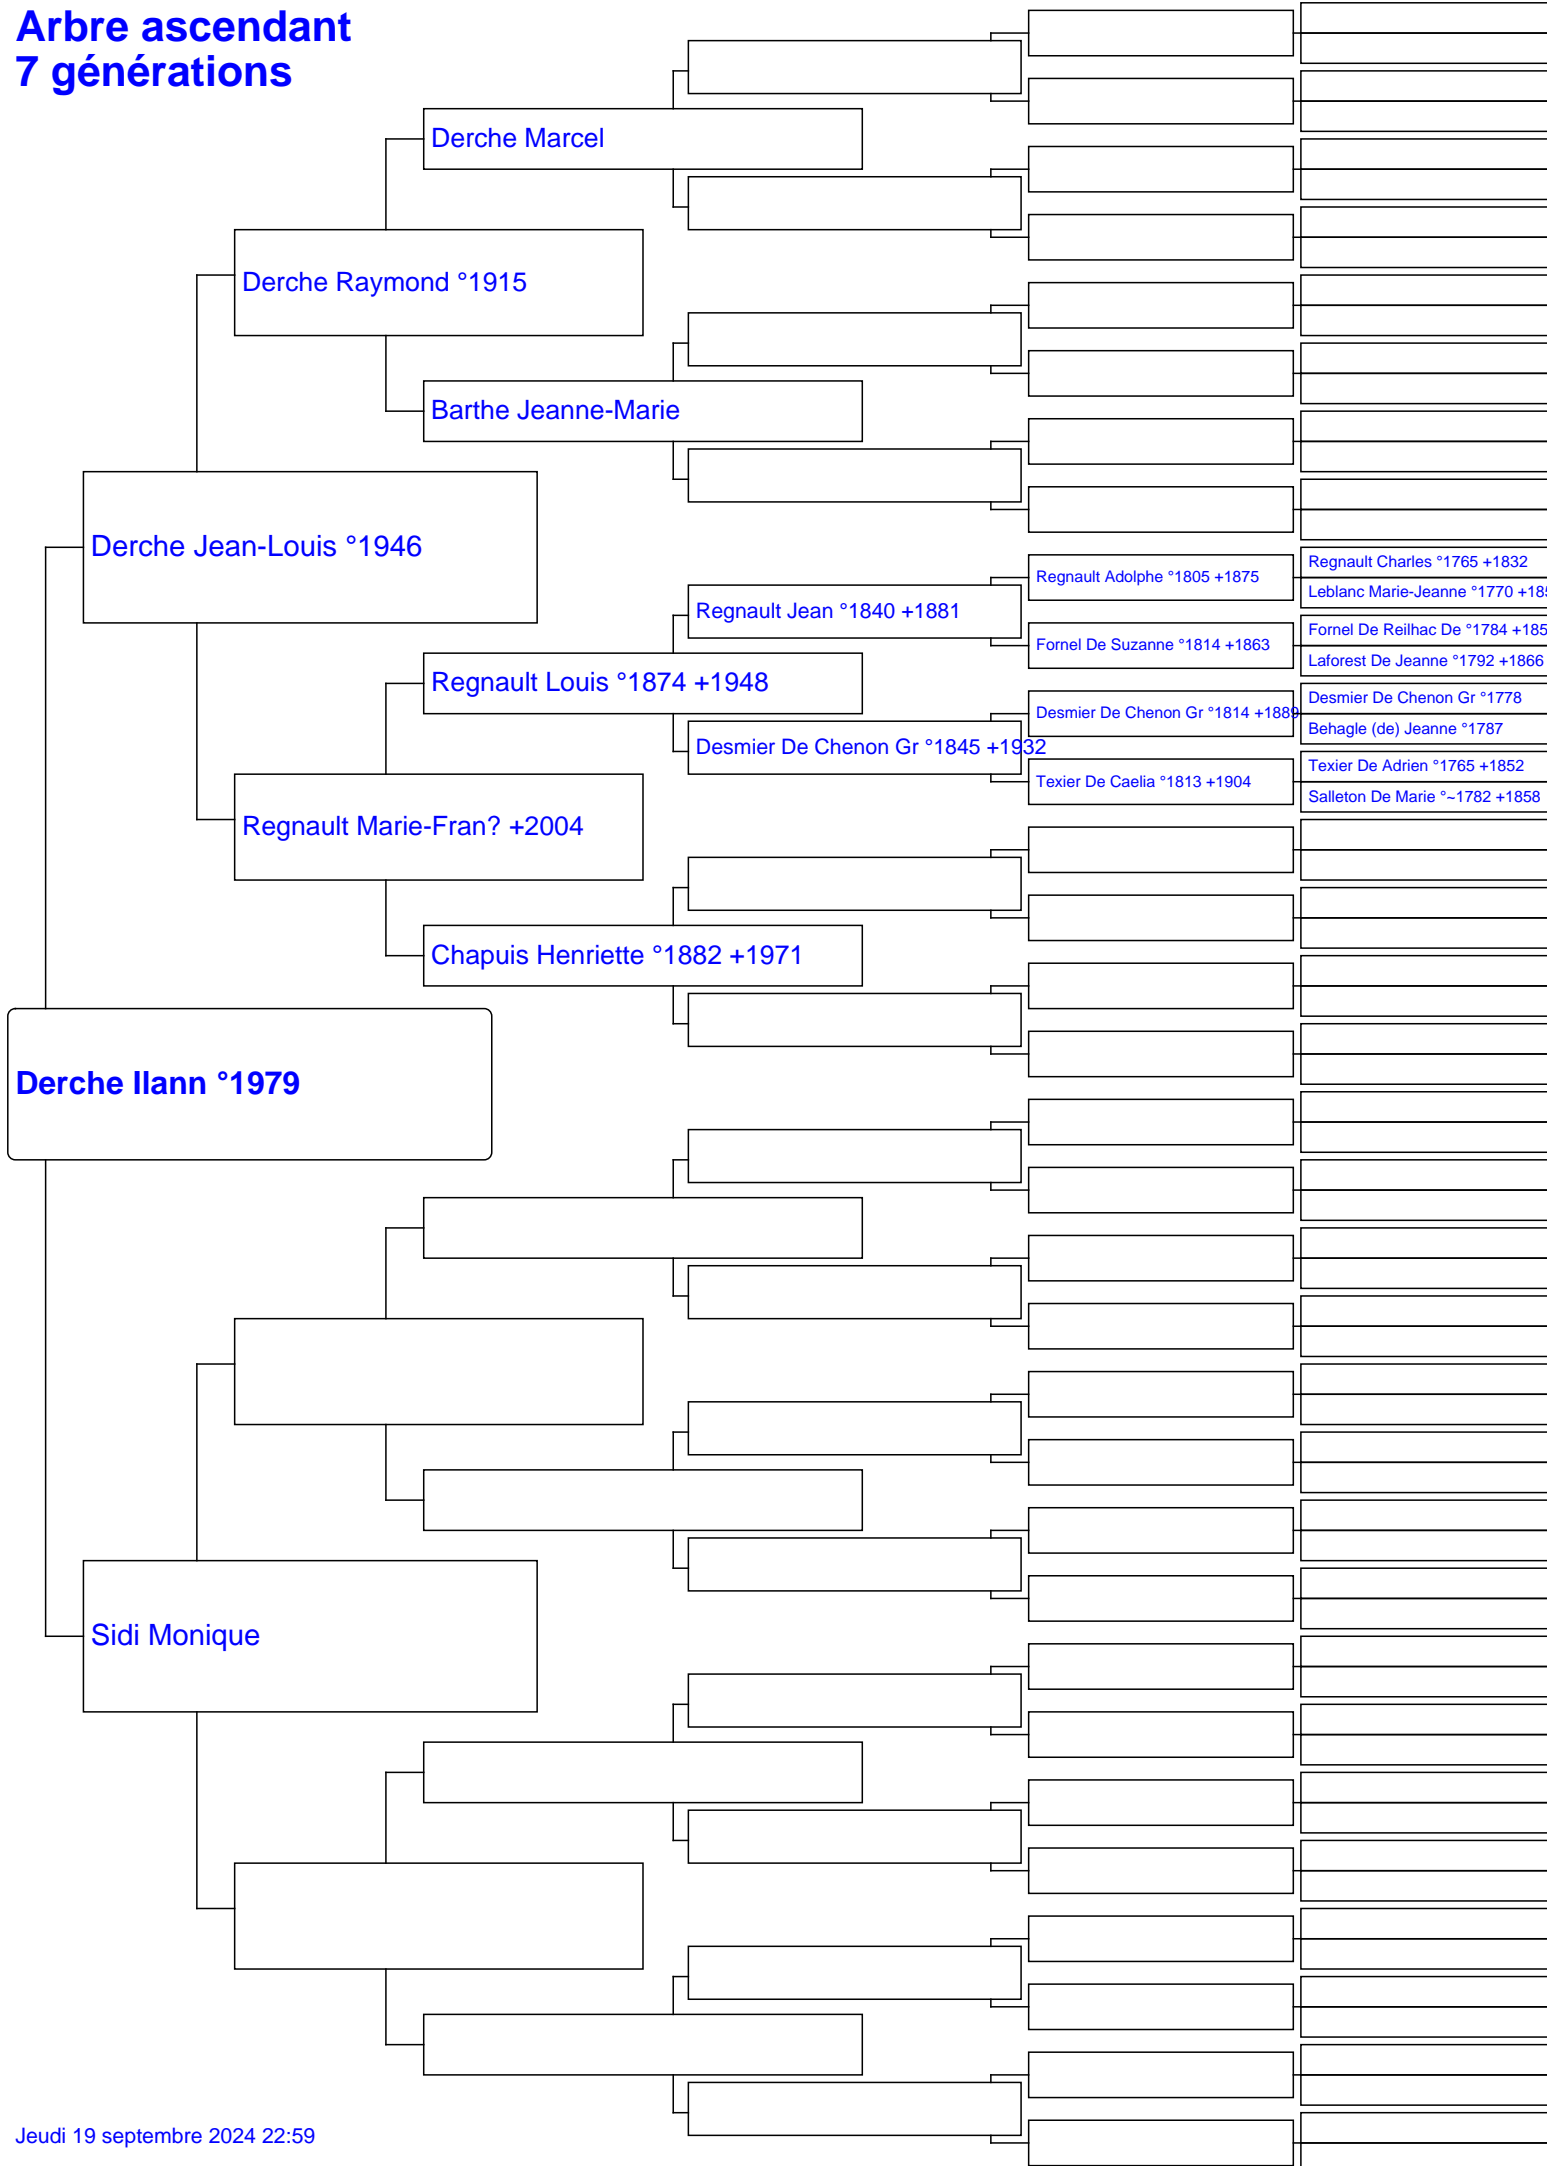 Arbre ascendant
7 générations
Derche Marcel
Derche Raymond °1915
Barthe Jeanne-Marie
Derche Jean-Louis °1946
Regnault Charles °1765 +1832
Regnault Adolphe °1805 +1875
Leblanc Marie-Jeanne °1770 +185
Regnault Jean °1840 +1881
Fornel De Reilhac De °1784 +185
Fornel De Suzanne °1814 +1863
Laforest De Jeanne °1792 +1866
Regnault Louis °1874 +1948
Desmier De Chenon Gr °1778
Desmier De Chenon Gr °1814 +1889
Behagle (de) Jeanne °1787
Desmier De Chenon Gr °1845 +1932
Texier De Adrien °1765 +1852
Texier De Caelia °1813 +1904
Salleton De Marie °~1782 +1858
Regnault Marie-Fran? +2004
Chapuis Henriette °1882 +1971
Derche Ilann °1979
Sidi Monique
Jeudi 19 septembre 2024 22:59